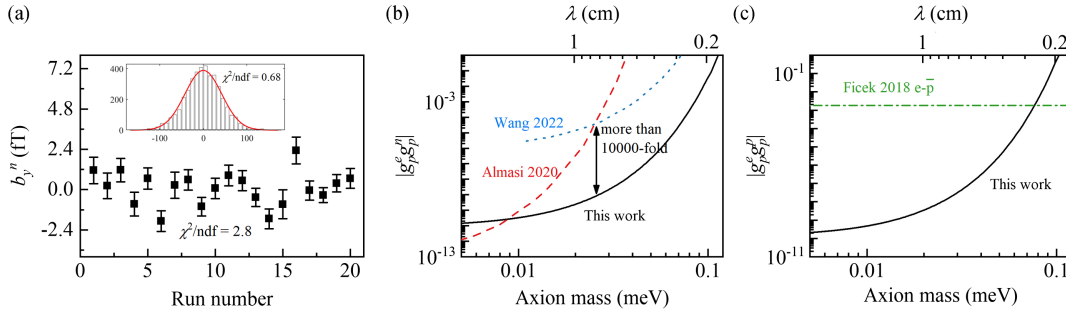 (a)
7.2
4.8
2.4
0.0
-2.4
b_y^n (fT)
400
200
0
-100
0
100
χ²/ndf = 0.68
χ²/ndf = 2.8
0
5
10
15
20
Run number
(b)
λ (cm)
1
0.2
10⁻³
10⁻¹³
|g_p^e g_p^n|
Wang 2022
Almasi 2020
more than
10000-fold
This work
0.01
0.1
Axion mass (meV)
(c)
λ (cm)
1
0.2
10⁻¹
10⁻¹¹
|g_p^e g_p^p|
Ficek 2018 e-p̅
This work
0.01
0.1
Axion mass (meV)